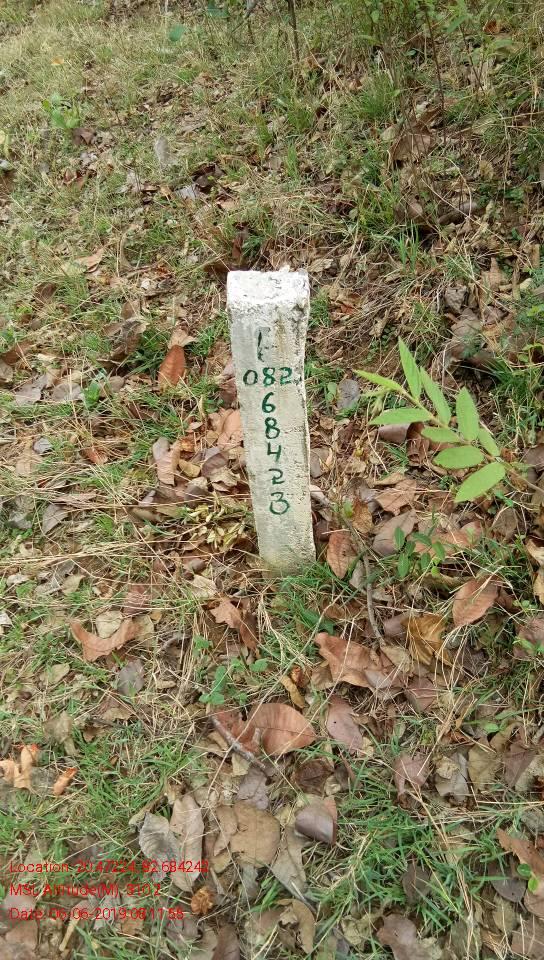 082
6
8
4
2
3
Location: 20.47224, 82.684242
MSL Altitude(M): 310.2
Date: 06-06-2019 08:11:55